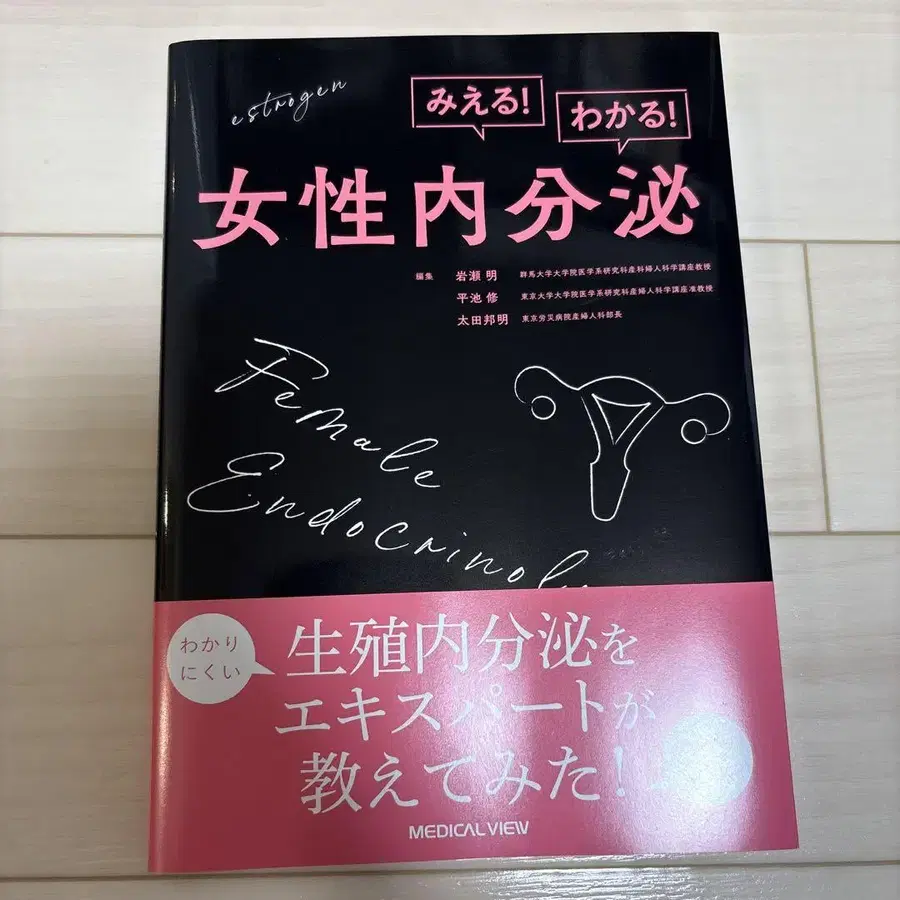 estrogen
みえる!
わかる!
女性内分泌
編集 岩瀬 明 群馬大学大学院医学系研究科産科婦人科学講座教授
平池 修 東京大学大学院医学系研究科産婦人科学講座准教授
太田邦明 東京労災病院産婦人科部長
Female
Endocrinolo
わかり
にくい
生殖内分泌を
エキスパートが
教えてみた!
MEDICAL VIEW